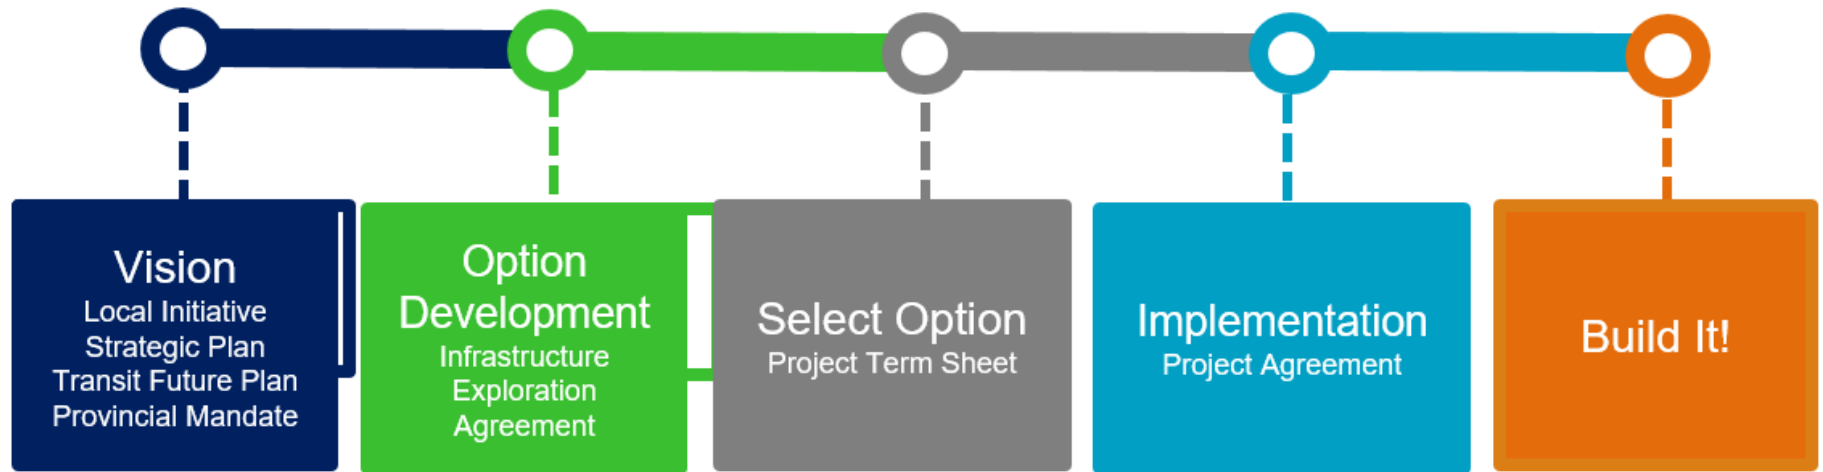 Vision
Local Initiative
Strategic Plan
Transit Future Plan
Provincial Mandate
Option
Development
Infrastructure
Exploration
Agreement
Select Option
Project Term Sheet
Implementation
Project Agreement
Build It!